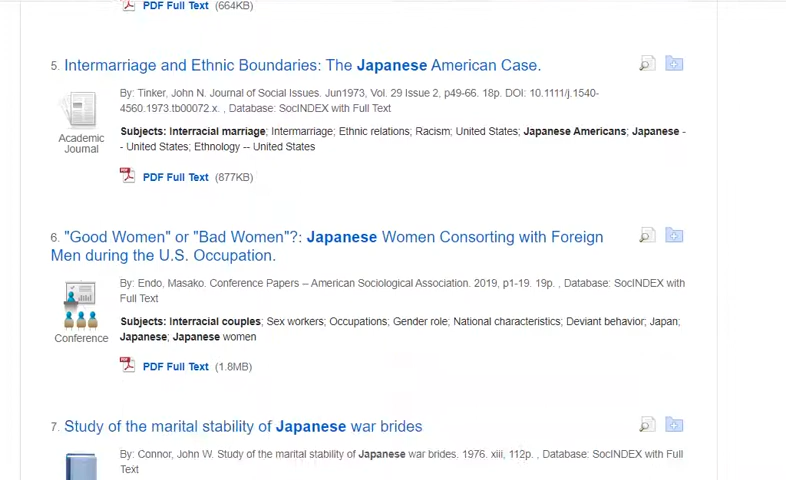 PDF Full Text (664KB)
5. Intermarriage and Ethnic Boundaries: The Japanese American Case.
By: Tinker, John N. Journal of Social Issues. Jun1973, Vol. 29 Issue 2, p49-66. 18p. DOI: 10.1111/j.1540-
4560.1973.tb00072.x. , Database: SocINDEX with Full Text
Academic
Journal
Subjects: Interracial marriage; Intermarriage; Ethnic relations; Racism; United States; Japanese Americans; Japanese -
- United States; Ethnology -- United States
PDF Full Text (877KB)
6. "Good Women" or "Bad Women"?: Japanese Women Consorting with Foreign
Men during the U.S. Occupation.
By: Endo, Masako. Conference Papers – American Sociological Association. 2019, p1-19. 19p. , Database: SocINDEX with
Full Text
Conference
Subjects: Interracial couples; Sex workers; Occupations; Gender role; National characteristics; Deviant behavior; Japan;
Japanese; Japanese women
PDF Full Text (1.8MB)
7. Study of the marital stability of Japanese war brides
By: Connor, John W. Study of the marital stability of Japanese war brides. 1976. xiii, 112p. , Database: SocINDEX with Full
Text